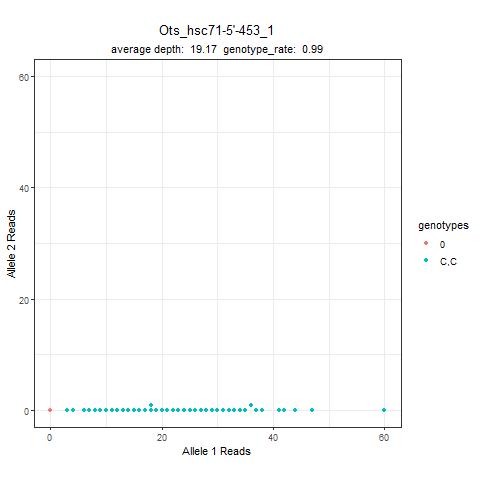 Ots_hsc71-5'-453_1
average depth: 19.17 genotype_rate: 0.99
60
40
20
0
Allele 2 Reads
0
20
40
60
Allele 1 Reads
genotypes
0
C,C